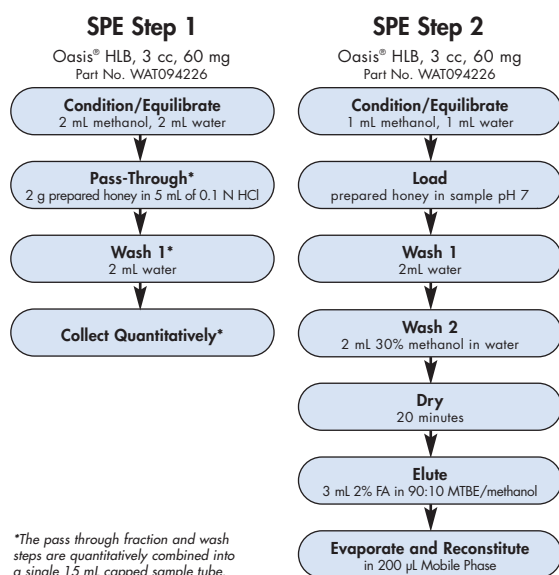 SPE Step 1
Oasis® HLB, 3 cc, 60 mg
Part No. WAT094226
Condition/Equilibrate
2 mL methanol, 2 mL water
Pass-Through*
2 g prepared honey in 5 mL of 0.1 N HCl
Wash 1*
2 mL water
Collect Quantitatively*
*The pass through fraction and wash
steps are quantitatively combined into
a single 15 mL capped sample tube.
SPE Step 2
Oasis® HLB, 3 cc, 60 mg
Part No. WAT094226
Condition/Equilibrate
1 mL methanol, 1 mL water
Load
prepared honey in sample pH 7
Wash 1
2mL water
Wash 2
2 mL 30% methanol in water
Dry
20 minutes
Elute
3 mL 2% FA in 90:10 MTBE/methanol
Evaporate and Reconstitute
in 200 µL Mobile Phase